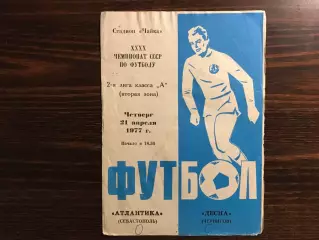 Стадион «Чайка»
XXXX
ЧЕМПИОНАТ СССР
ПО ФУТБОЛУ
2-я лига класса „А“
(вторая зона)
Четверг
21 апреля
1977 г.
Начало в 16.30
ФУТБОЛ
«АТЛАНТИКА» «ДЕСНА»
(СЕВАСТОПОЛЬ) (ЧЕРНИГОВ)
0